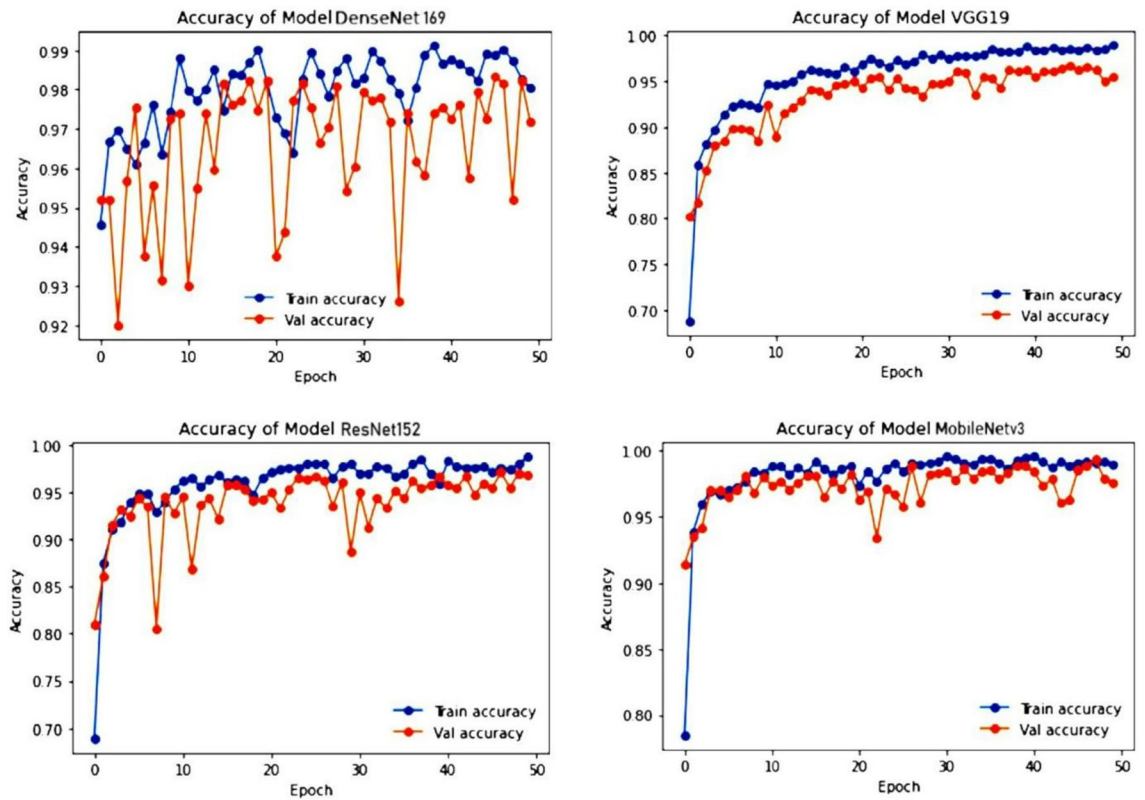 Accuracy of Model DenseNet169
0.99
0.98
0.97
0.96
0.95
0.94
0.93
0.92
Accuracy
Train accuracy
Val accuracy
0 10 20 30 40 50
Epoch
Accuracy of Model VGG19
1.00
0.95
0.90
0.85
0.80
0.75
0.70
Accuracy
Train accuracy
Val accuracy
0 10 20 30 40 50
Epoch
Accuracy of Model ResNet152
1.00
0.95
0.90
0.85
0.80
0.75
0.70
Accuracy
Train accuracy
Val accuracy
0 10 20 30 40 50
Epoch
Accuracy of Model MobileNetv3
1.00
0.95
0.90
0.85
0.80
Accuracy
Train accuracy
Val accuracy
0 10 20 30 40 50
Epoch